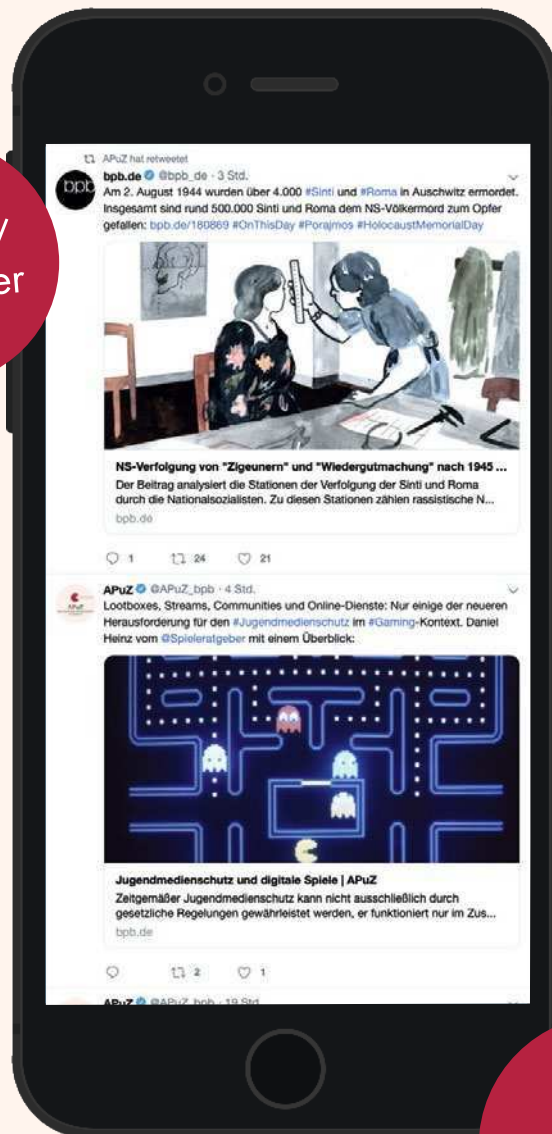 APuZ hat retweetet
bpb
bpb.de @bpb_de · 3 Std.
Am 2. August 1944 wurden über 4.000 #Sinti und #Roma in Auschwitz ermordet.
Insgesamt sind rund 500.000 Sinti und Roma dem NS-Völkermord zum Opfer
gefallen: bpb.de/180869 #OnThisDay #Porajmos #HolocaustMemorialDay
/
er
NS-Verfolgung von "Zigeunern" und "Wiedergutmachung" nach 1945 ...
Der Beitrag analysiert die Stationen der Verfolgung der Sinti und Roma
durch die Nationalsozialisten. Zu diesen Stationen zählen rassistische N...
bpb.de
1 24 21
APuZ @APuZ_bpb · 4 Std.
Lootboxes, Streams, Communities und Online-Dienste: Nur einige der neueren
Herausforderung für den #Jugendmedienschutz im #Gaming-Kontext. Daniel
Heinz vom @Spieleratgeber mit einem Überblick:
Jugendmedienschutz und digitale Spiele | APuZ
Zeitgemäßer Jugendmedienschutz kann nicht ausschließlich durch
gesetzliche Regelungen gewährleistet werden, er funktioniert nur im Zus...
bpb.de
2 1
APuZ @APuZ_bpb · 19 Std.